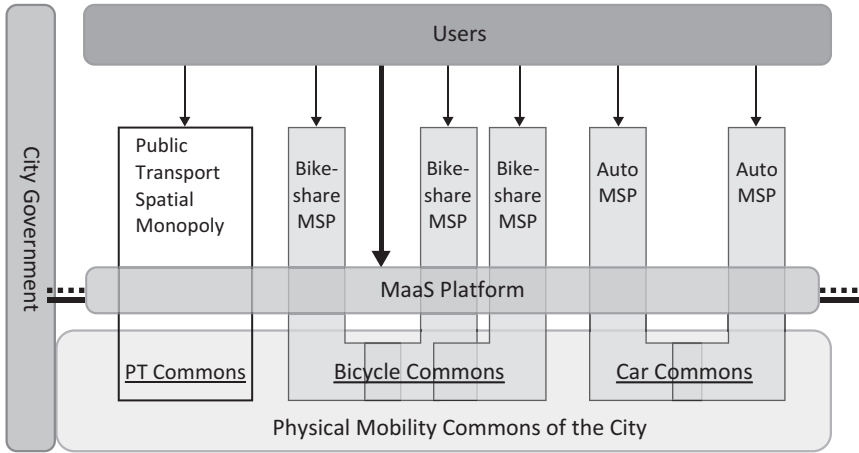 Users
City Government
Public
Transport
Spatial
Monopoly
Bike-
share
MSP
Bike-
share
MSP
Bike-
share
MSP
Auto
MSP
Auto
MSP
MaaS Platform
PT Commons
Bicycle Commons
Car Commons
Physical Mobility Commons of the City